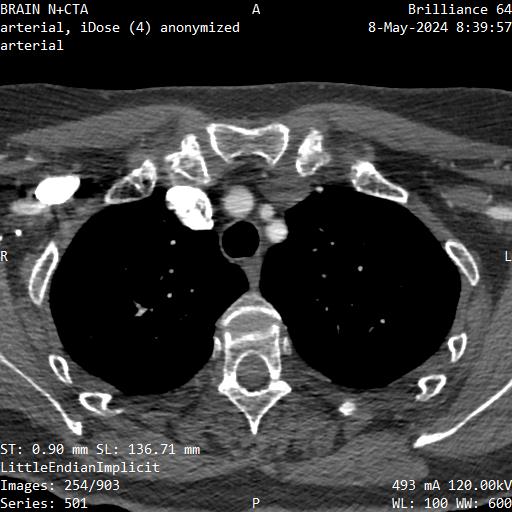 BRAIN N+CTA
arterial, iDose (4) anonymized
arterial
A
Brilliance 64
8-May-2024 8:39:57
R
L
ST: 0.90 mm SL: 136.71 mm
LittleEndianImplicit
Images: 254/903
Series: 501
P
493 mA 120.00kV
WL: 100 WW: 600